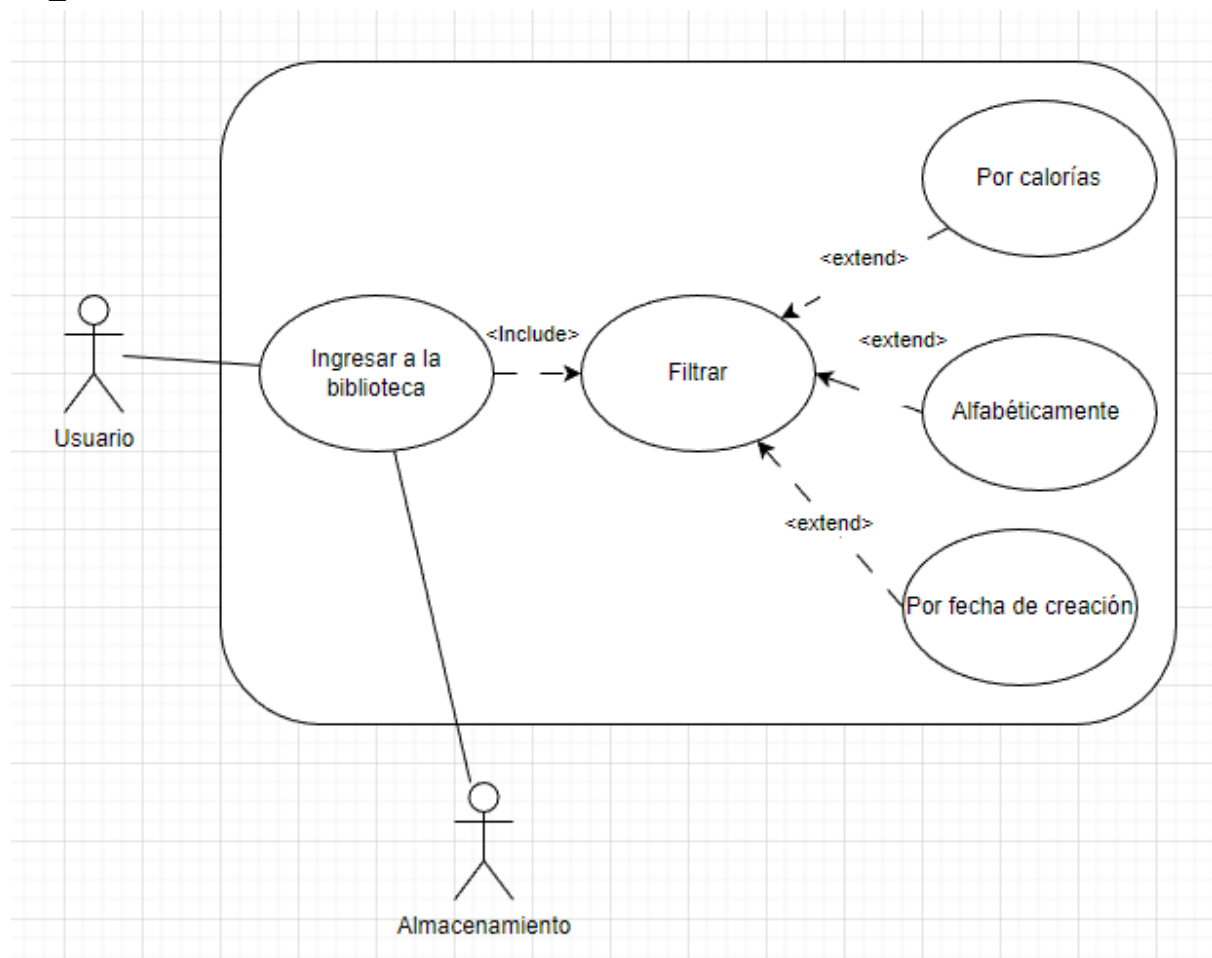 Por calorías
<extend>
<Include>
<extend>
Ingresar a la
biblioteca
Filtrar
Alfabéticamente
Usuario
<extend>
Por fecha de creación
Almacenamiento